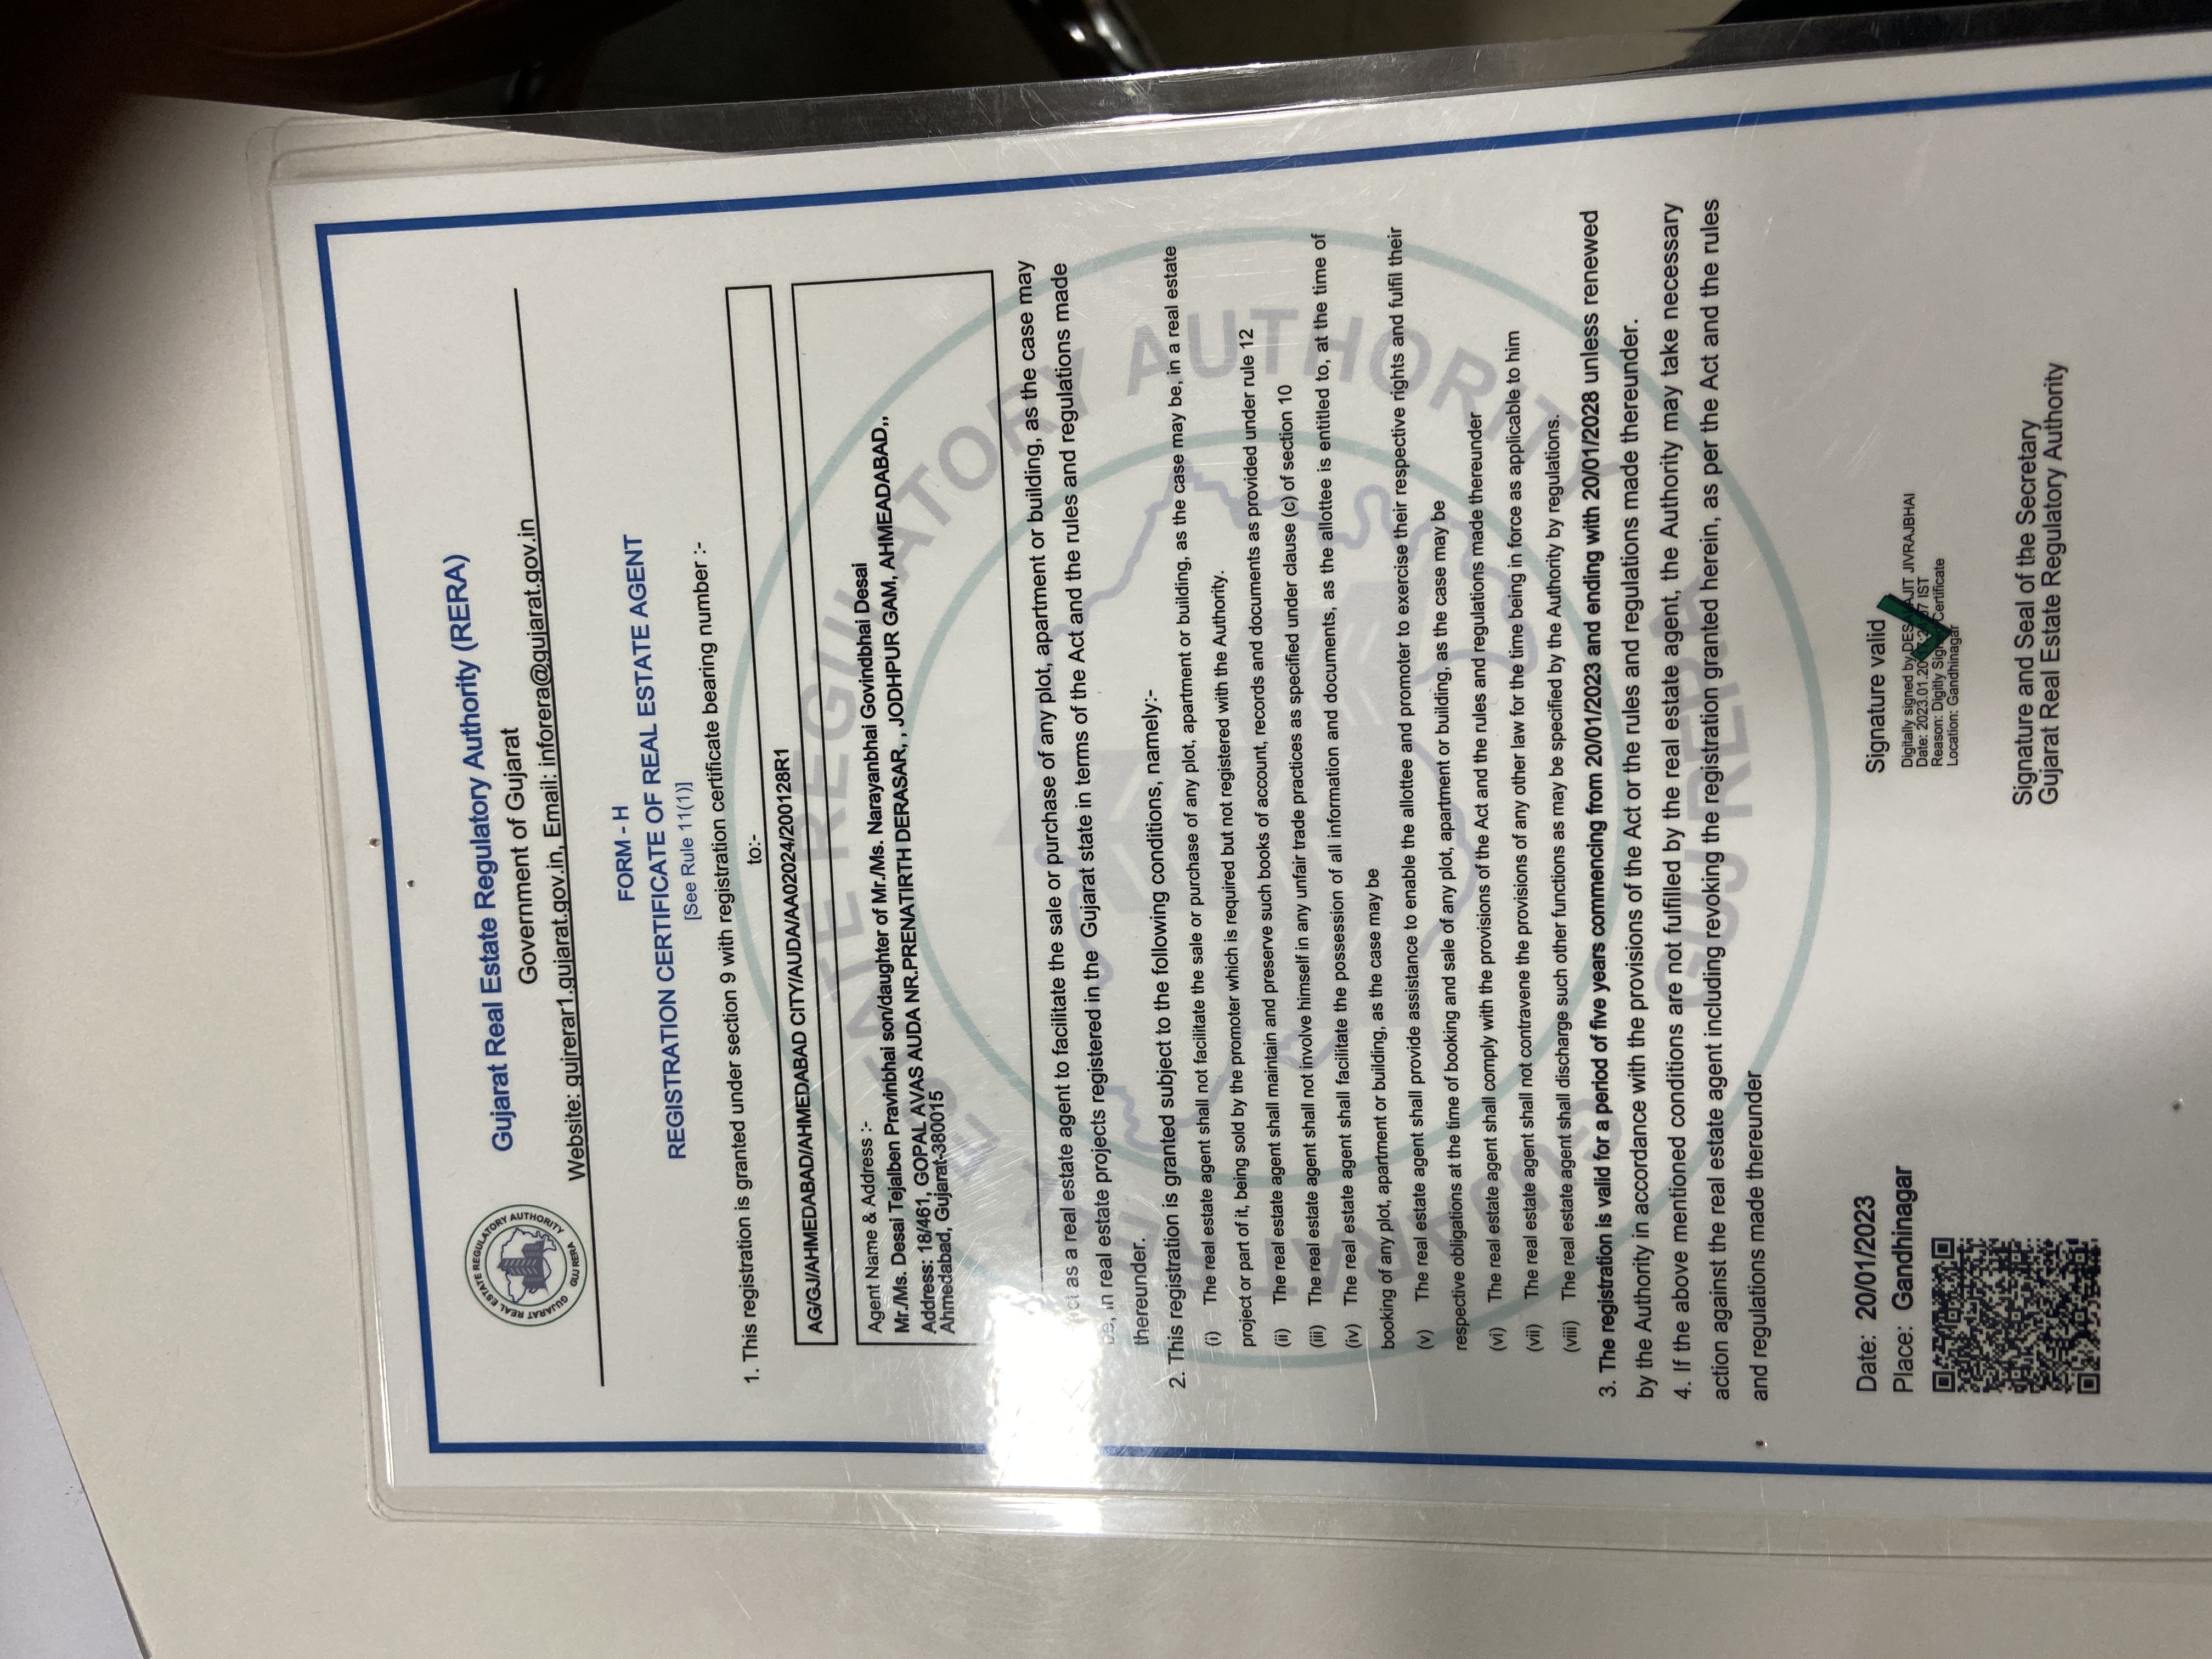 Gujarat Real Estate Regulatory Authority (RERA)
Government of Gujarat
Website: gujrerar1.gujarat.gov.in, Email: inforera@gujarat.gov.in
GUJARAT REAL ESTATE REGULATORY AUTHORITY
GUJ RERA
FORM - H
REGISTRATION CERTIFICATE OF REAL ESTATE AGENT
[See Rule 11(1)]
1. This registration is granted under section 9 with registration certificate bearing number :-
to:-
AG/GJ/AHMEDABAD/AHMEDABAD CITY/AUDA/AA02024/200128R1
Agent Name & Address :-
Mr./Ms. Desai Tejalben Pravinbhai son/daughter of Mr./Ms. Narayanbhai Govindbhai Desai
Address: 18/461, GOPAL AVAS AUDA NR.PRENATIRTH DERASAR, , JODHPUR GAM, AHMEADABAD,,
Ahmedabad, Gujarat-380015
as a real estate agent to facilitate the sale or purchase of any plot, apartment or building, as the case may
be, in real estate projects registered in the Gujarat state in terms of the Act and the rules and regulations made
thereunder.
2. This registration is granted subject to the following conditions, namely:-
(i) The real estate agent shall not facilitate the sale or purchase of any plot, apartment or building, as the case may be, in a real estate
project or part of it, being sold by the promoter which is required but not registered with the Authority.
(ii) The real estate agent shall maintain and preserve such books of account, records and documents as provided under rule 12
(iii) The real estate agent shall not involve himself in any unfair trade practices as specified under clause (c) of section 10
(iv) The real estate agent shall facilitate the possession of all information and documents, as the allottee is entitled to, at the time of
booking of any plot, apartment or building, as the case may be
(v) The real estate agent shall provide assistance to enable the allottee and promoter to exercise their respective rights and fulfil their
respective obligations at the time of booking and sale of any plot, apartment or building, as the case may be
(vi) The real estate agent shall comply with the provisions of the Act and the rules and regulations made thereunder
(vii) The real estate agent shall not contravene the provisions of any other law for the time being in force as applicable to him
(viii) The real estate agent shall discharge such other functions as may be specified by the Authority by regulations.
3. The registration is valid for a period of five years commencing from 20/01/2023 and ending with 20/01/2028 unless renewed
by the Authority in accordance with the provisions of the Act or the rules and regulations made thereunder.
4. If the above mentioned conditions are not fulfilled by the real estate agent, the Authority may take necessary
action against the real estate agent including revoking the registration granted herein, as per the Act and the rules
and regulations made thereunder
Date: 20/01/2023
Place: Gandhinagar
Signature valid
Digitally signed by JIVRAJBHAI
Date: 2023.01.20 IST
Reason: Digitly Certificate
Location: Gandhinagar
Signature and Seal of the Secretary
Gujarat Real Estate Regulatory Authority